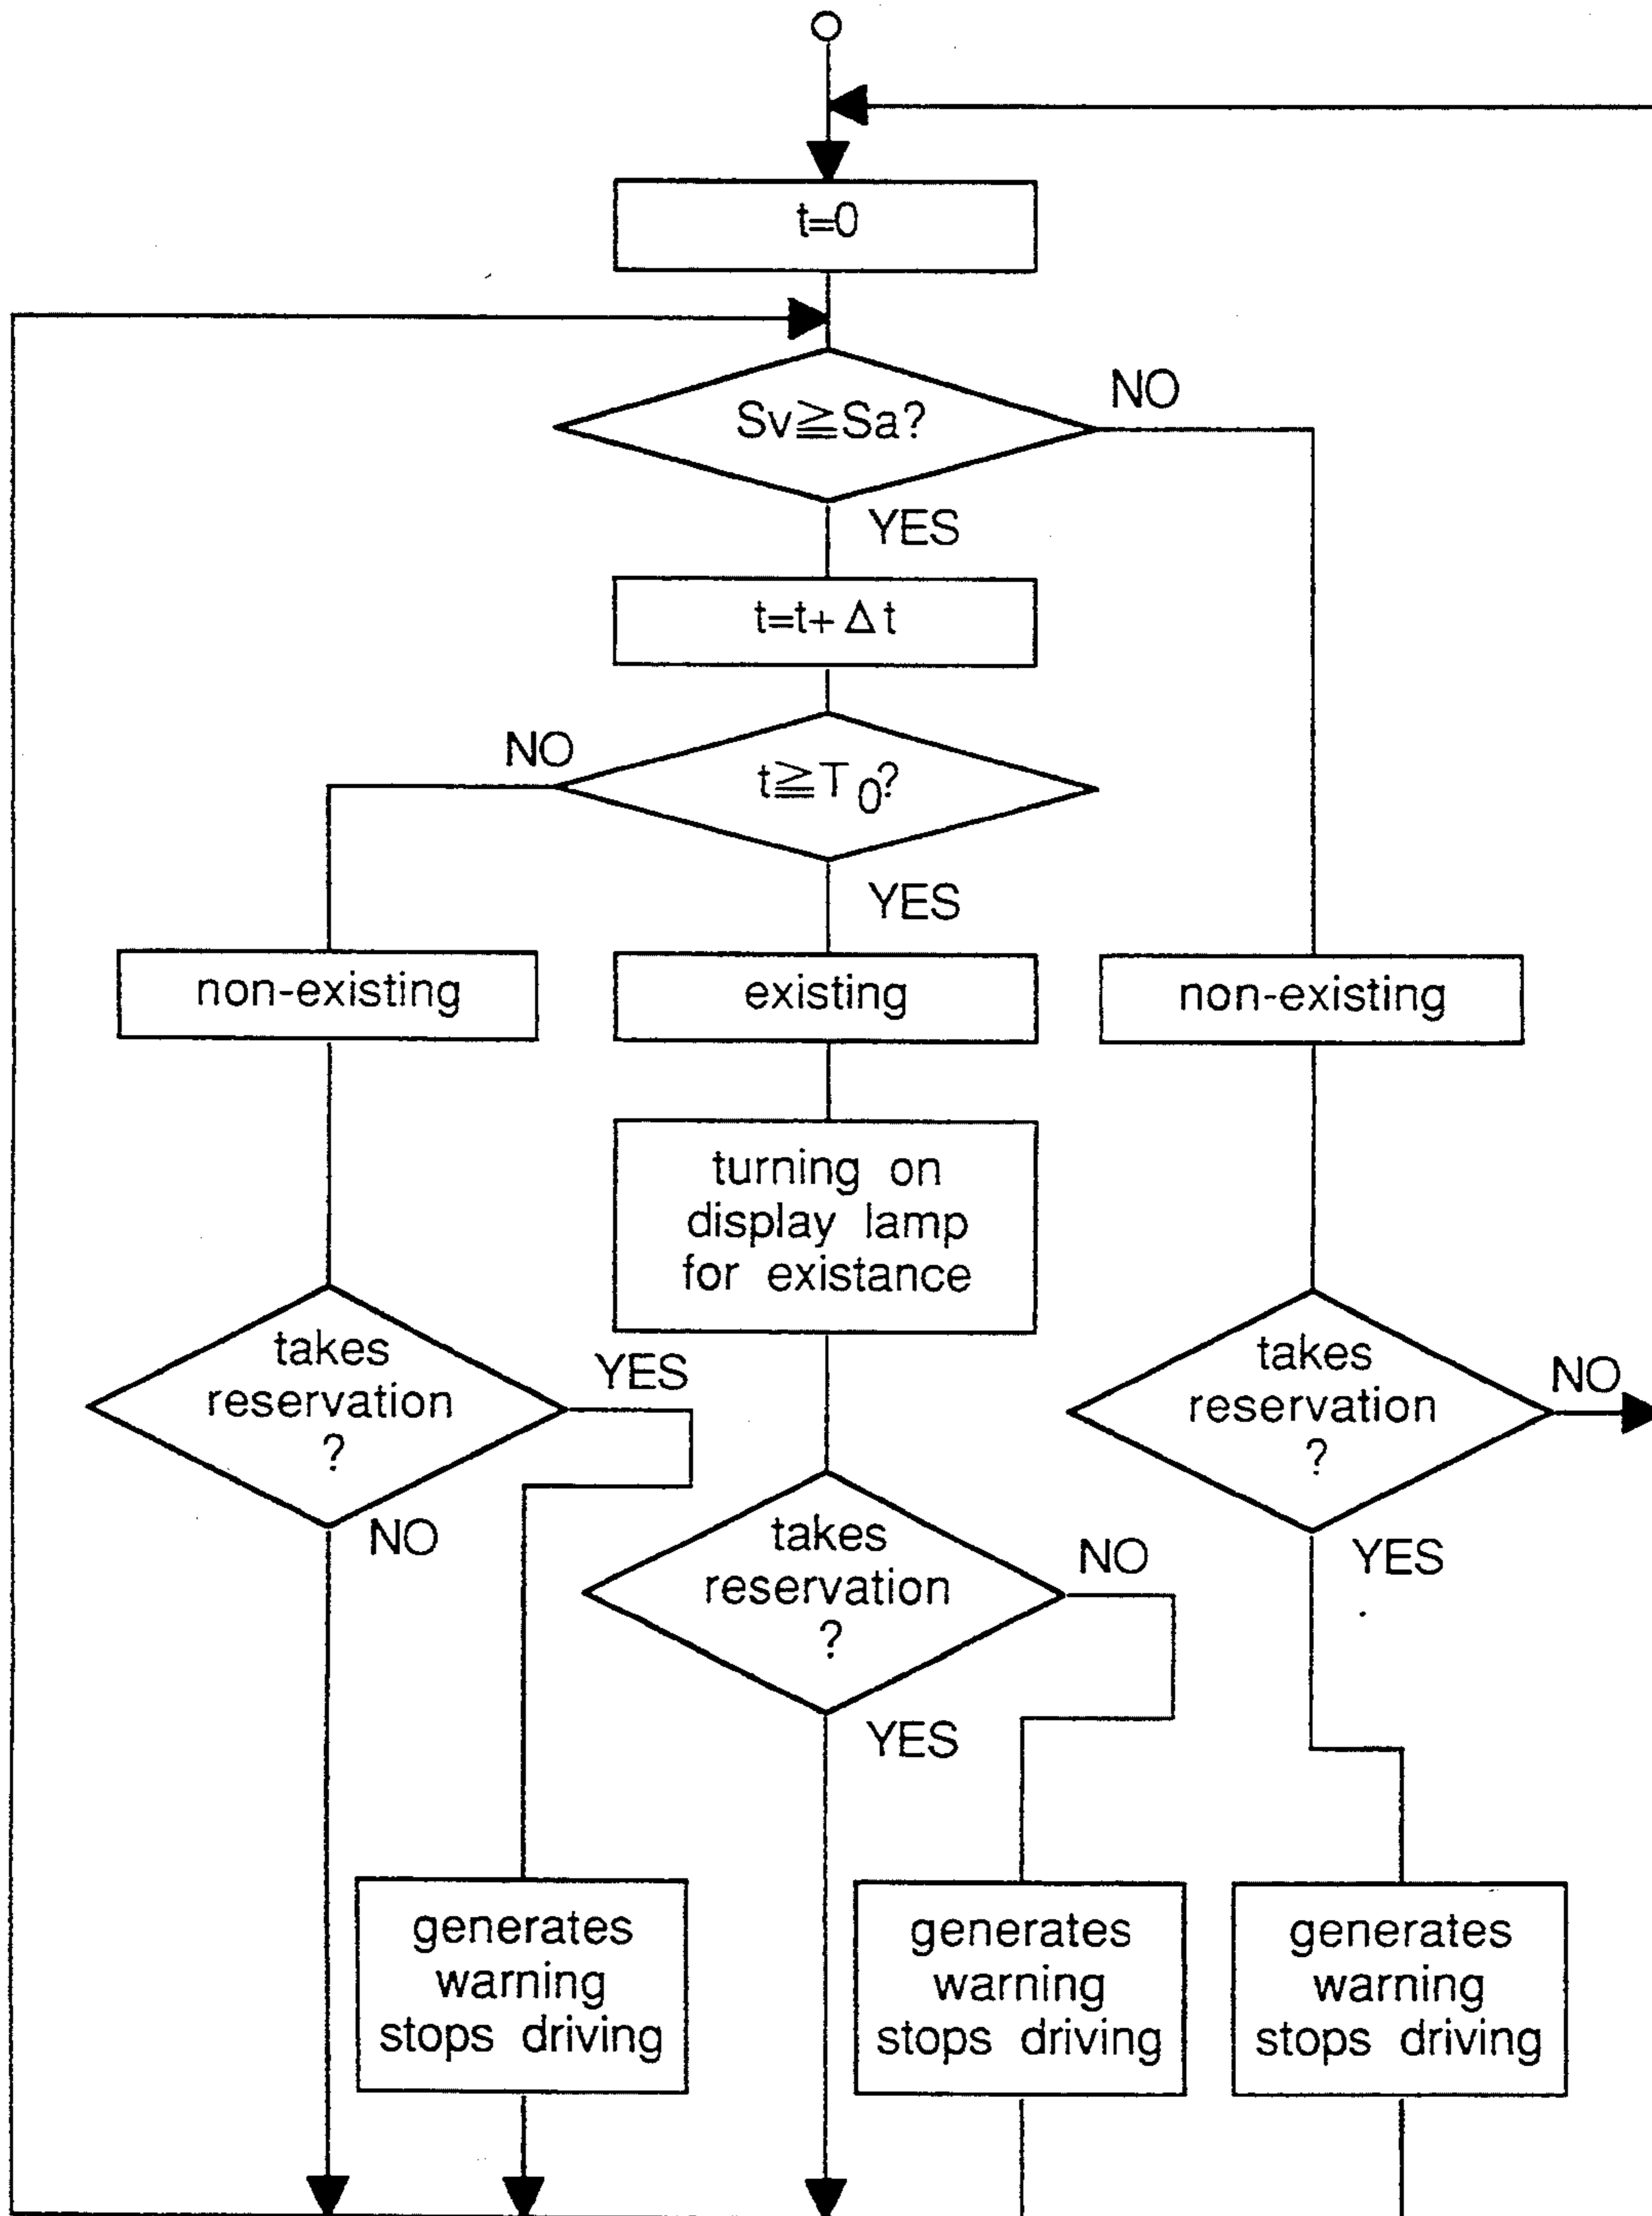 t=0
Sv≧Sa?
NO
YES
t=t+Δt
NO
t≧T0?
YES
non-existing
existing
non-existing
turning on
display lamp
for existance
takes
reservation
?
YES
NO
takes
reservation
?
NO
YES
takes
reservation
?
NO
YES
generates
warning
stops driving
generates
warning
stops driving
generates
warning
stops driving